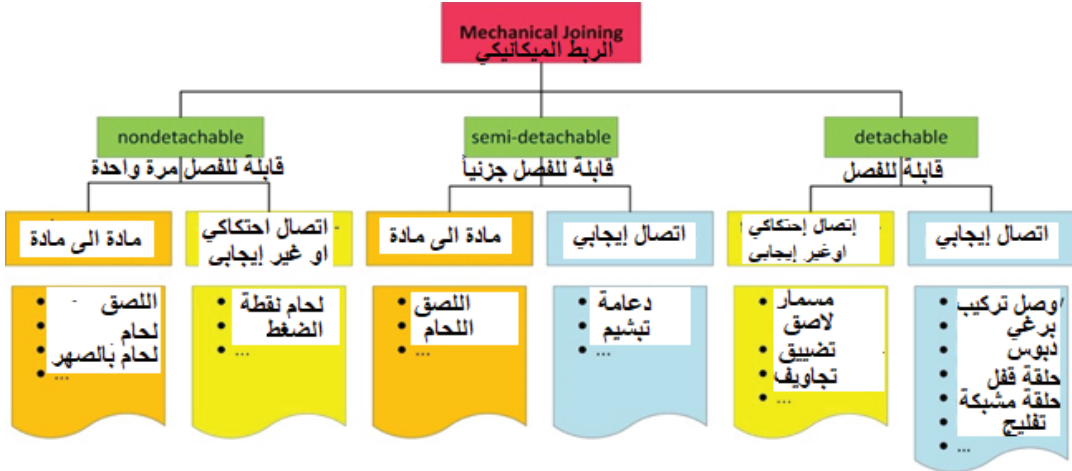 Mechanical Joining
الربط الميكانيكي
nondetachable
semi-detachable
detachable
قابلة للفصل مرة واحدة
قابلة للفصل جزئياً
قابلة للفصل
مادة الى مادة
اتصال احتكاكي
او غير إيجابي
مادة الى مادة
اتصال إيجابي
إتصال إحتكاكي
اوغير إيجابي
اتصال إيجابي
• اللصق
• لحام
• لحام بالصهر
• ...
• لحام نقطة
• الضغط
• ...
• اللصق
• اللحام
• ...
• دعامة
• تبشيم
• ...
• مسمار
لاصق
• تضييق
• تجاويف
• ...
• وصل تركيب
• برغي
• دبوس
• حلقة قفل
• حلقة مشبكة
• تفليج
• ...